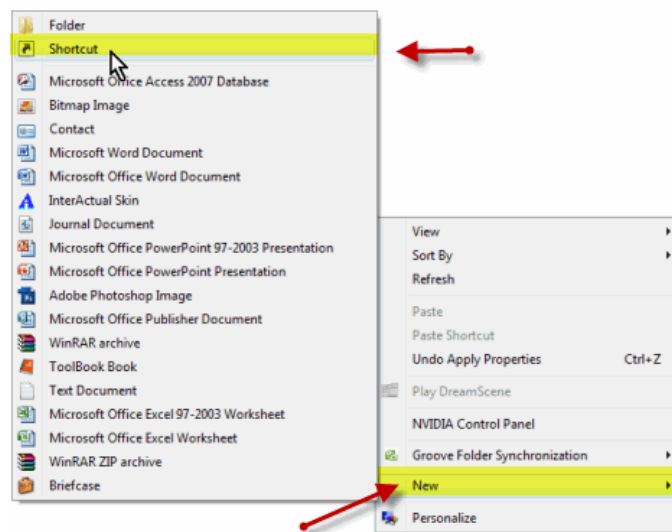 Folder
Shortcut
Microsoft Office Access 2007 Database
Bitmap Image
Contact
Microsoft Word Document
Microsoft Office Word Document
InterActual Skin
Journal Document
Microsoft Office PowerPoint 97-2003 Presentation
Microsoft Office PowerPoint Presentation
Adobe Photoshop Image
Microsoft Office Publisher Document
WinRAR archive
ToolBook Book
Text Document
Microsoft Office Excel 97-2003 Worksheet
Microsoft Office Excel Worksheet
WinRAR ZIP archive
Briefcase
View
Sort By
Refresh
Paste
Paste Shortcut
Undo Apply Properties Ctrl+Z
Play DreamScene
NVIDIA Control Panel
Groove Folder Synchronization
New
Personalize